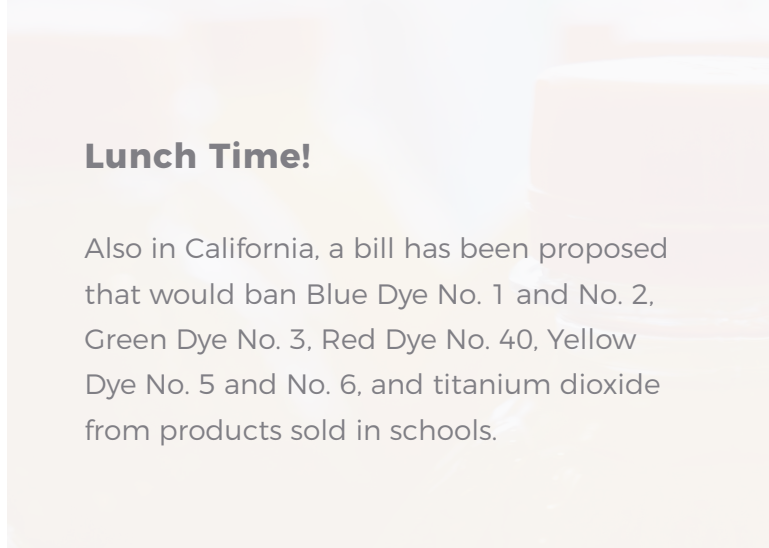 Lunch Time!
Also in California, a bill has been proposed
that would ban Blue Dye No. 1 and No. 2,
Green Dye No. 3, Red Dye No. 40, Yellow
Dye No. 5 and No. 6, and titanium dioxide
from products sold in schools.